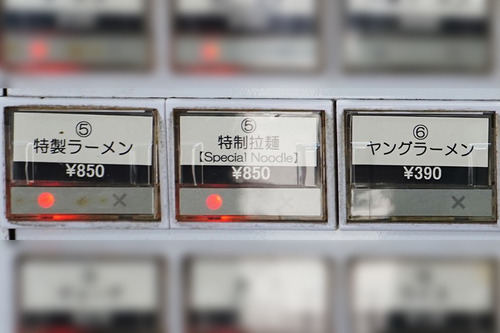 ⑤
特製ラーメン
¥850
×
⑤
特制拉麺
【Special Noodle】
¥850
×
⑥
ヤングラーメン
¥390
×